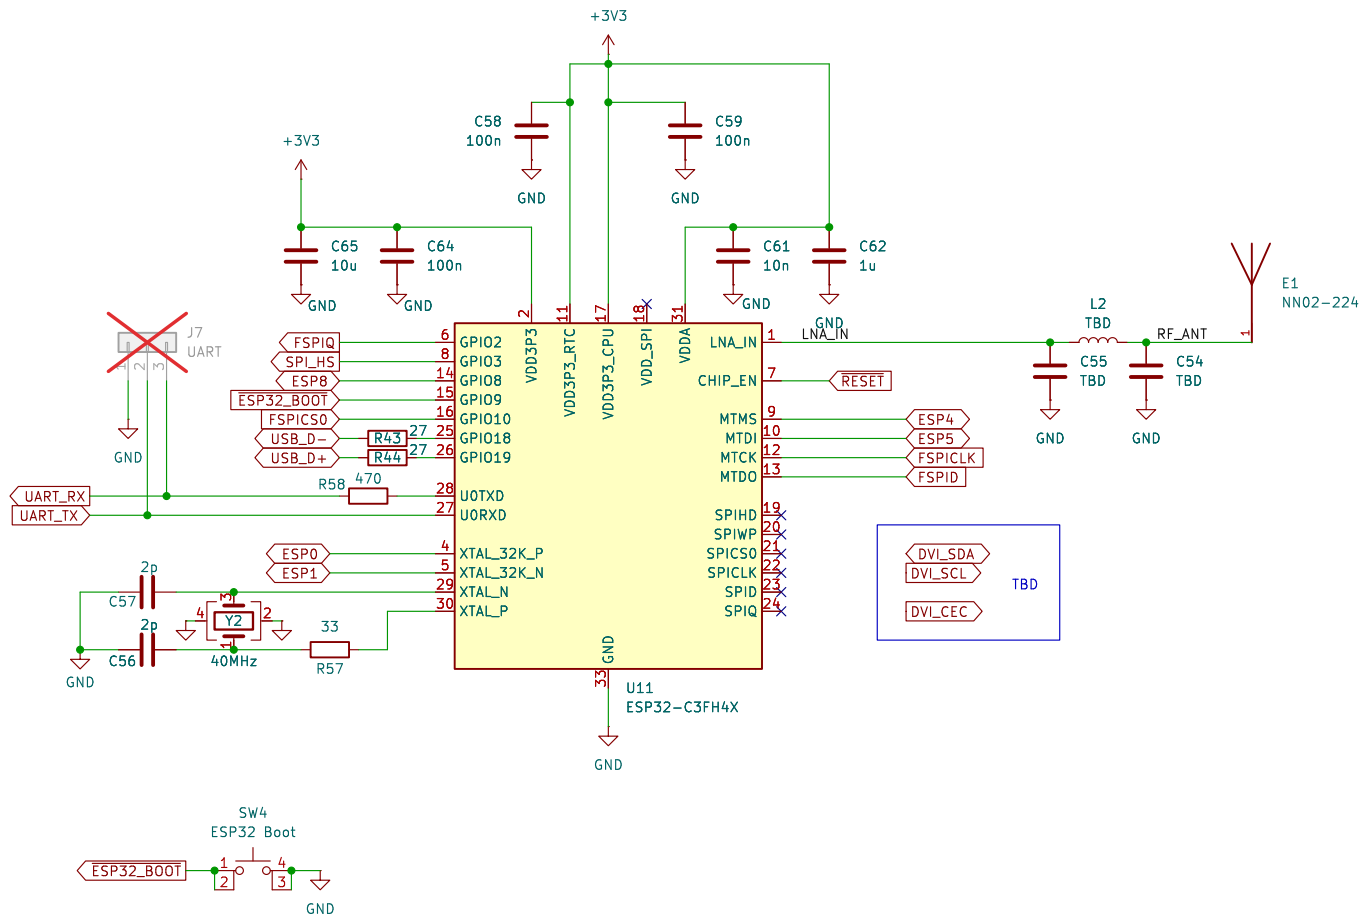 +3V3
C58
100n
C59
100n
GND
GND
+3V3
C65
10u
C64
100n
C61
10n
C62
1u
GND
GND
GND
GND
E1
NN02-224
1
J7
UART
1
2
3
GND
2
11
17
18
31
VDD3P3
VDD3P3_RTC
VDD3P3_CPU
VDD_SPI
VDDA
FSPIQ 6 GPIO2
SPI_HS 8 GPIO3
ESP8 14 GPIO8
ESP32_BOOT 15 GPIO9
FSPICS0 16 GPIO10
USB_D- R43 27 25 GPIO18
USB_D+ R44 27 26 GPIO19
UART_RX R58 470 28 U0TXD
UART_TX 27 U0RXD
ESP0 4 XTAL_32K_P
ESP1 5 XTAL_32K_N
29 XTAL_N
30 XTAL_P
LNA_IN 1 LNA_IN
CHIP_EN 7 RESET
MTMS 9 ESP4
MTDI 10 ESP5
MTCK 12 FSPICLK
MTDO 13 FSPID
SPIHD 19
SPIWP 20
SPICS0 21
SPICLK 22
SPID 23
SPIQ 24
L2
TBD
RF_ANT
C55
TBD
C54
TBD
GND
GND
DVI_SDA
DVI_SCL
DVI_CEC
TBD
2p
C57
3
4
Y2
2
1
40MHz
2p
C56
33
R57
GND
GND
33
U11
ESP32-C3FH4X
GND
SW4
ESP32 Boot
ESP32_BOOT
1
2
4
3
GND